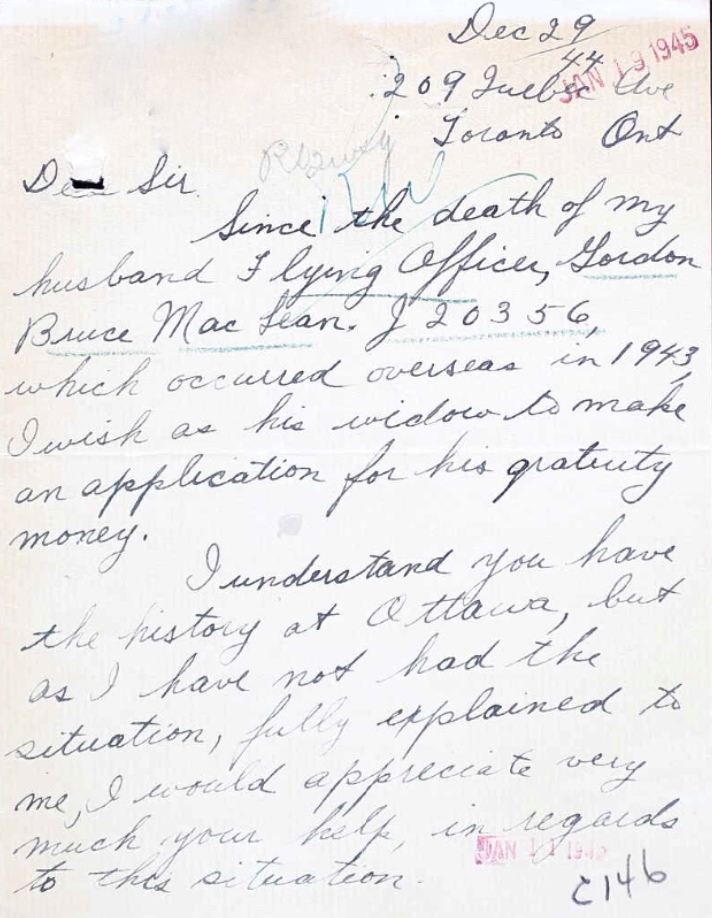 Dec 29
44
JAN 19 1945
209 Quebec Ave
Toronto Ont
Dear Sir.
Since the death of my
husband Flying Officer, Gordon
Bruce MacLean. J 20356,
which occurred overseas in 1943,
I wish as his widow to make
an application for his gratuity
money.
I understand you have
the history at Ottawa, but
as I have not had the
situation, fully explained to
me, I would appreciate very
much your help, in regards
to this situation.
JAN 11 1945
C146